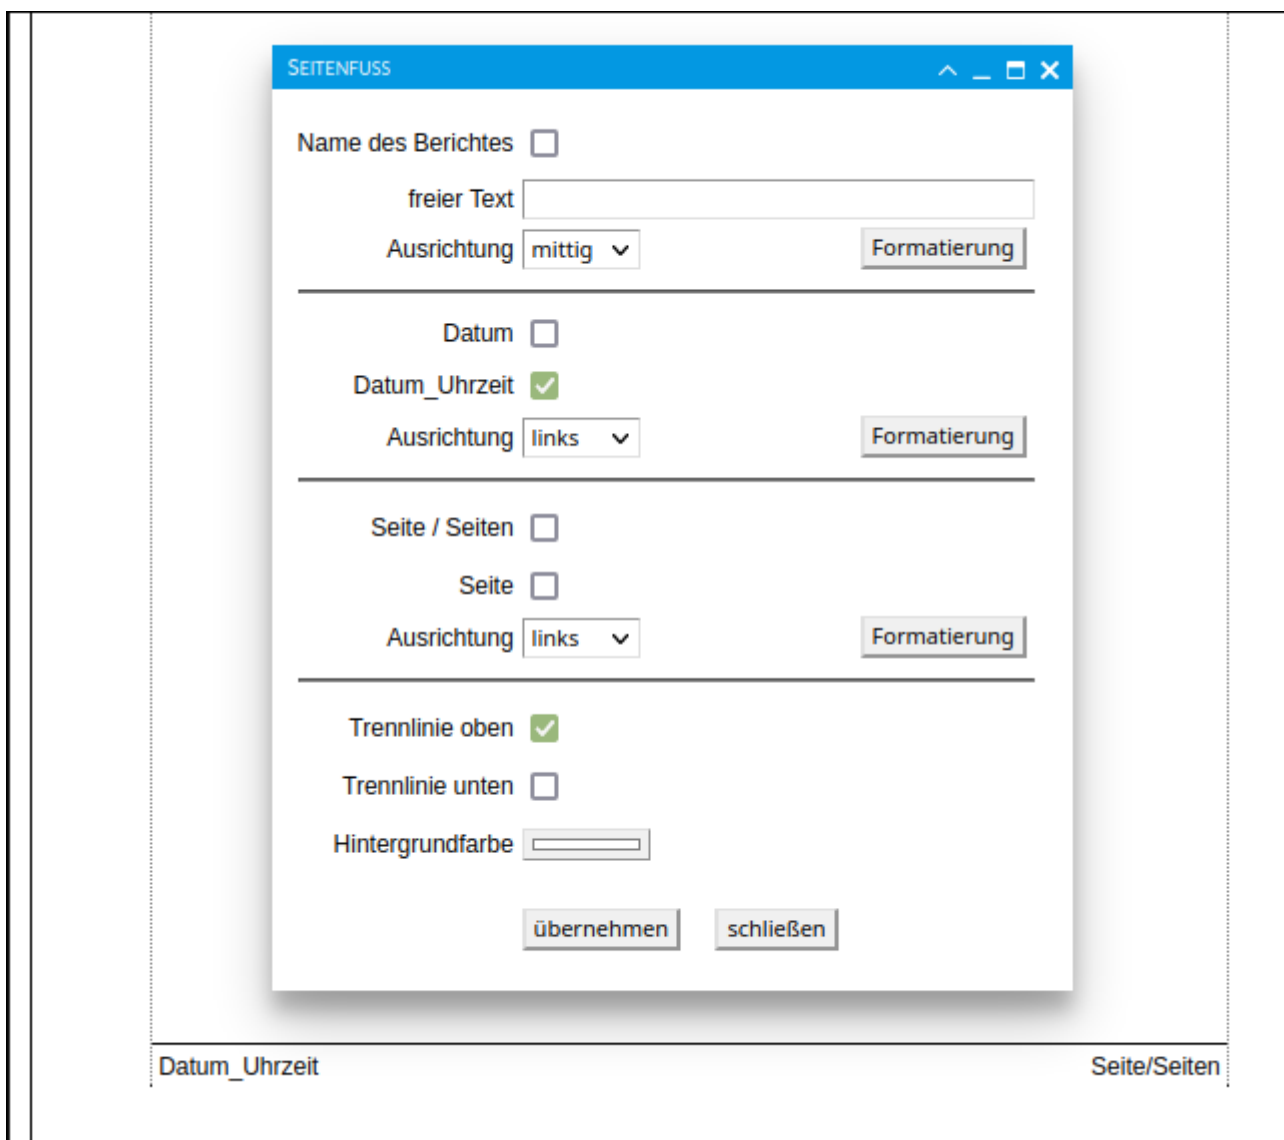 SEITENFUSS
Name des Berichtes
freier Text
Ausrichtung mittig Formatierung
Datum
Datum_Uhrzeit
Ausrichtung links Formatierung
Seite / Seiten
Seite
Ausrichtung links Formatierung
Trennlinie oben
Trennlinie unten
Hintergrundfarbe
übernehmen schließen
Datum_Uhrzeit Seite/Seiten